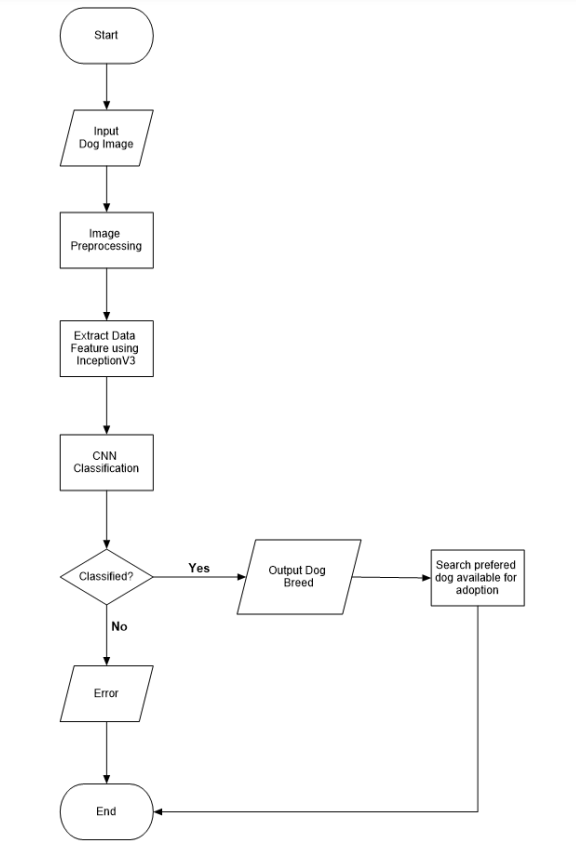 Start
Input
Dog Image
Image
Preprocessing
Extract Data
Feature using
InceptionV3
CNN
Classification
Classified?
Yes
Output Dog
Breed
Search prefered
dog available for
adoption
No
Error
End